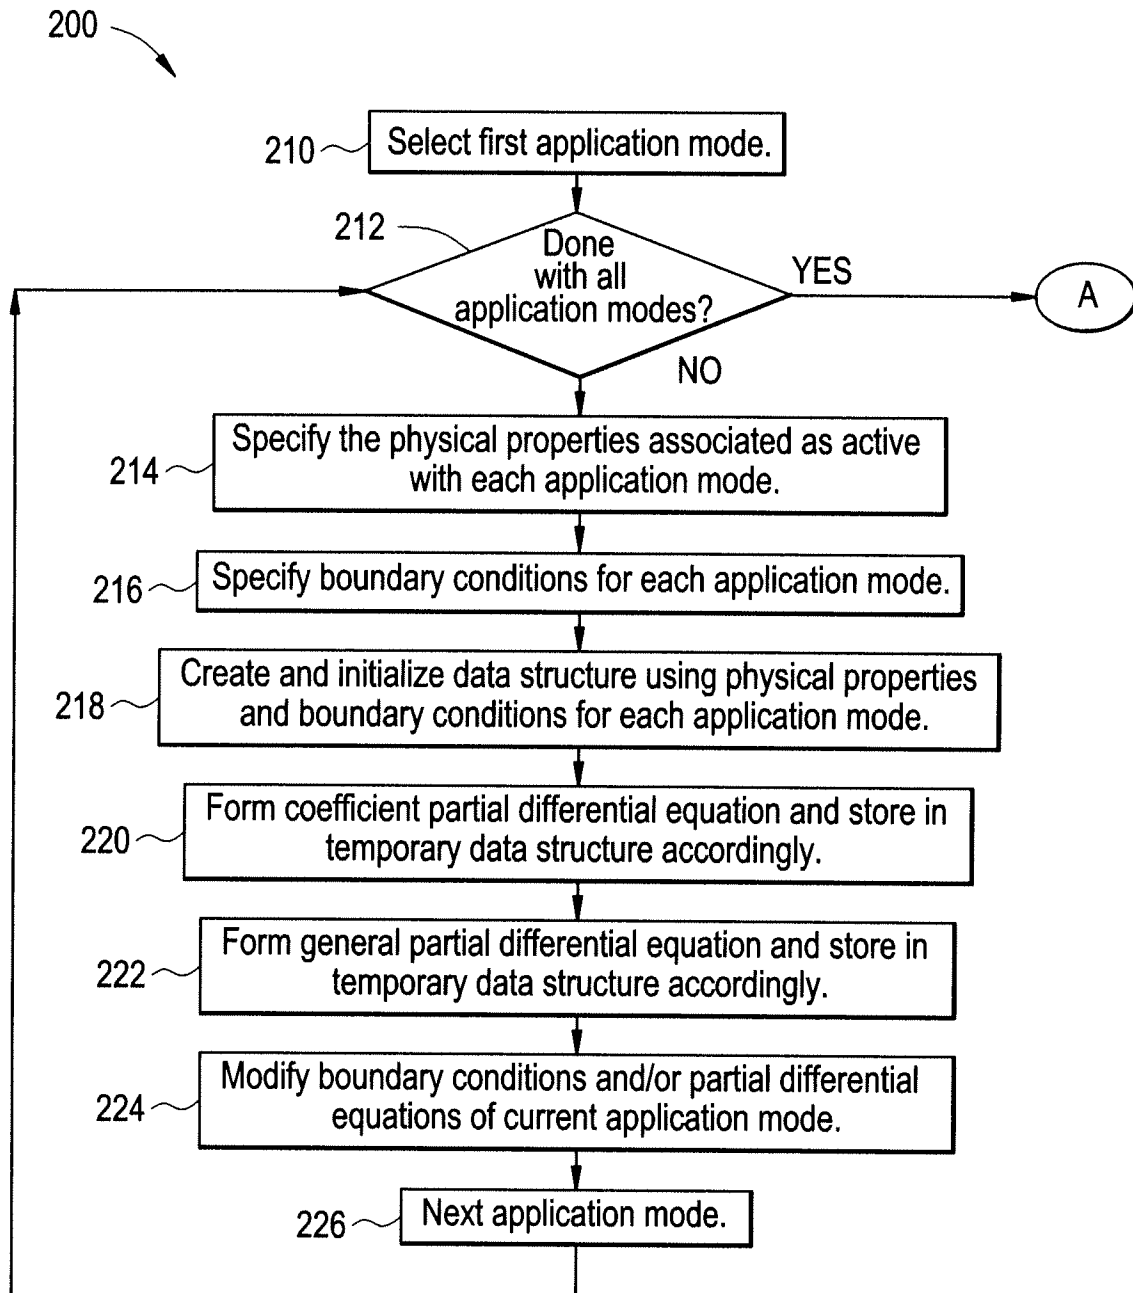 200
210
Select first application mode.
212
Done
with all
application modes?
YES
A
NO
214
Specify the physical properties associated as active
with each application mode.
216
Specify boundary conditions for each application mode.
218
Create and initialize data structure using physical properties
and boundary conditions for each application mode.
220
Form coefficient partial differential equation and store in
temporary data structure accordingly.
222
Form general partial differential equation and store in
temporary data structure accordingly.
224
Modify boundary conditions and/or partial differential
equations of current application mode.
226
Next application mode.